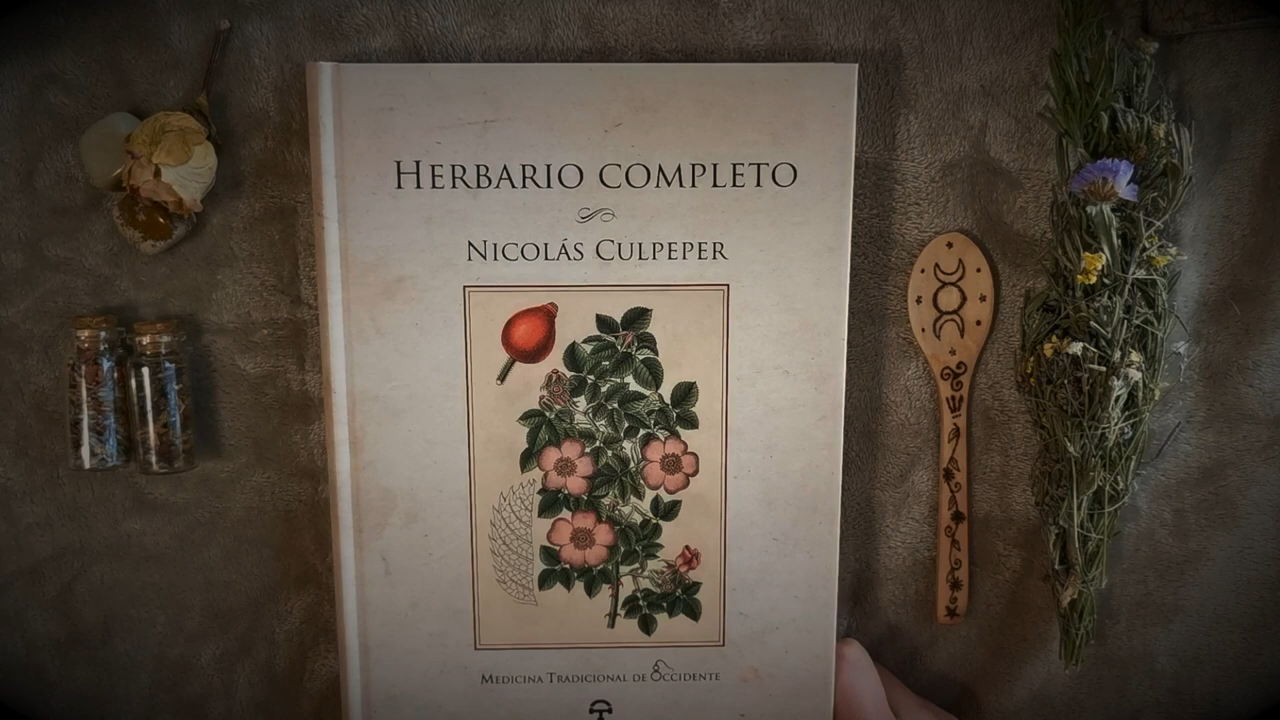 Herbario completo
Nicolás Culpeper
Medicina Tradicional de Occidente